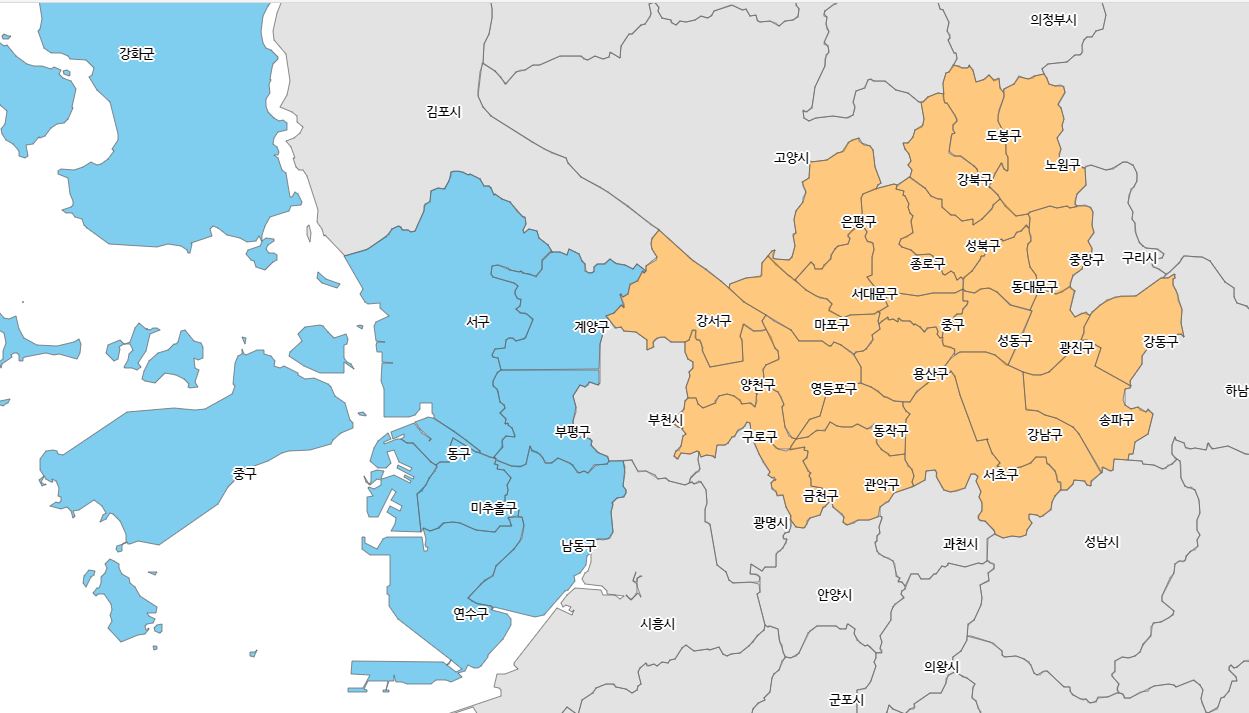 의정부시
강화군
김포시
도봉구
고양시
노원구
강북구
은평구
성북구
구리시
중랑구
종로구
동대문구
서대문구
서구
강서구
마포구
중구
계양구
성동구
강동구
광진구
용산구
양천구
영등포구
하남
부천시
송파구
부평구
동작구
강남구
구로구
동구
중구
서초구
관악구
금천구
미추홀구
광명시
성남시
과천시
남동구
안양시
연수구
시흥시
의왕시
군포시